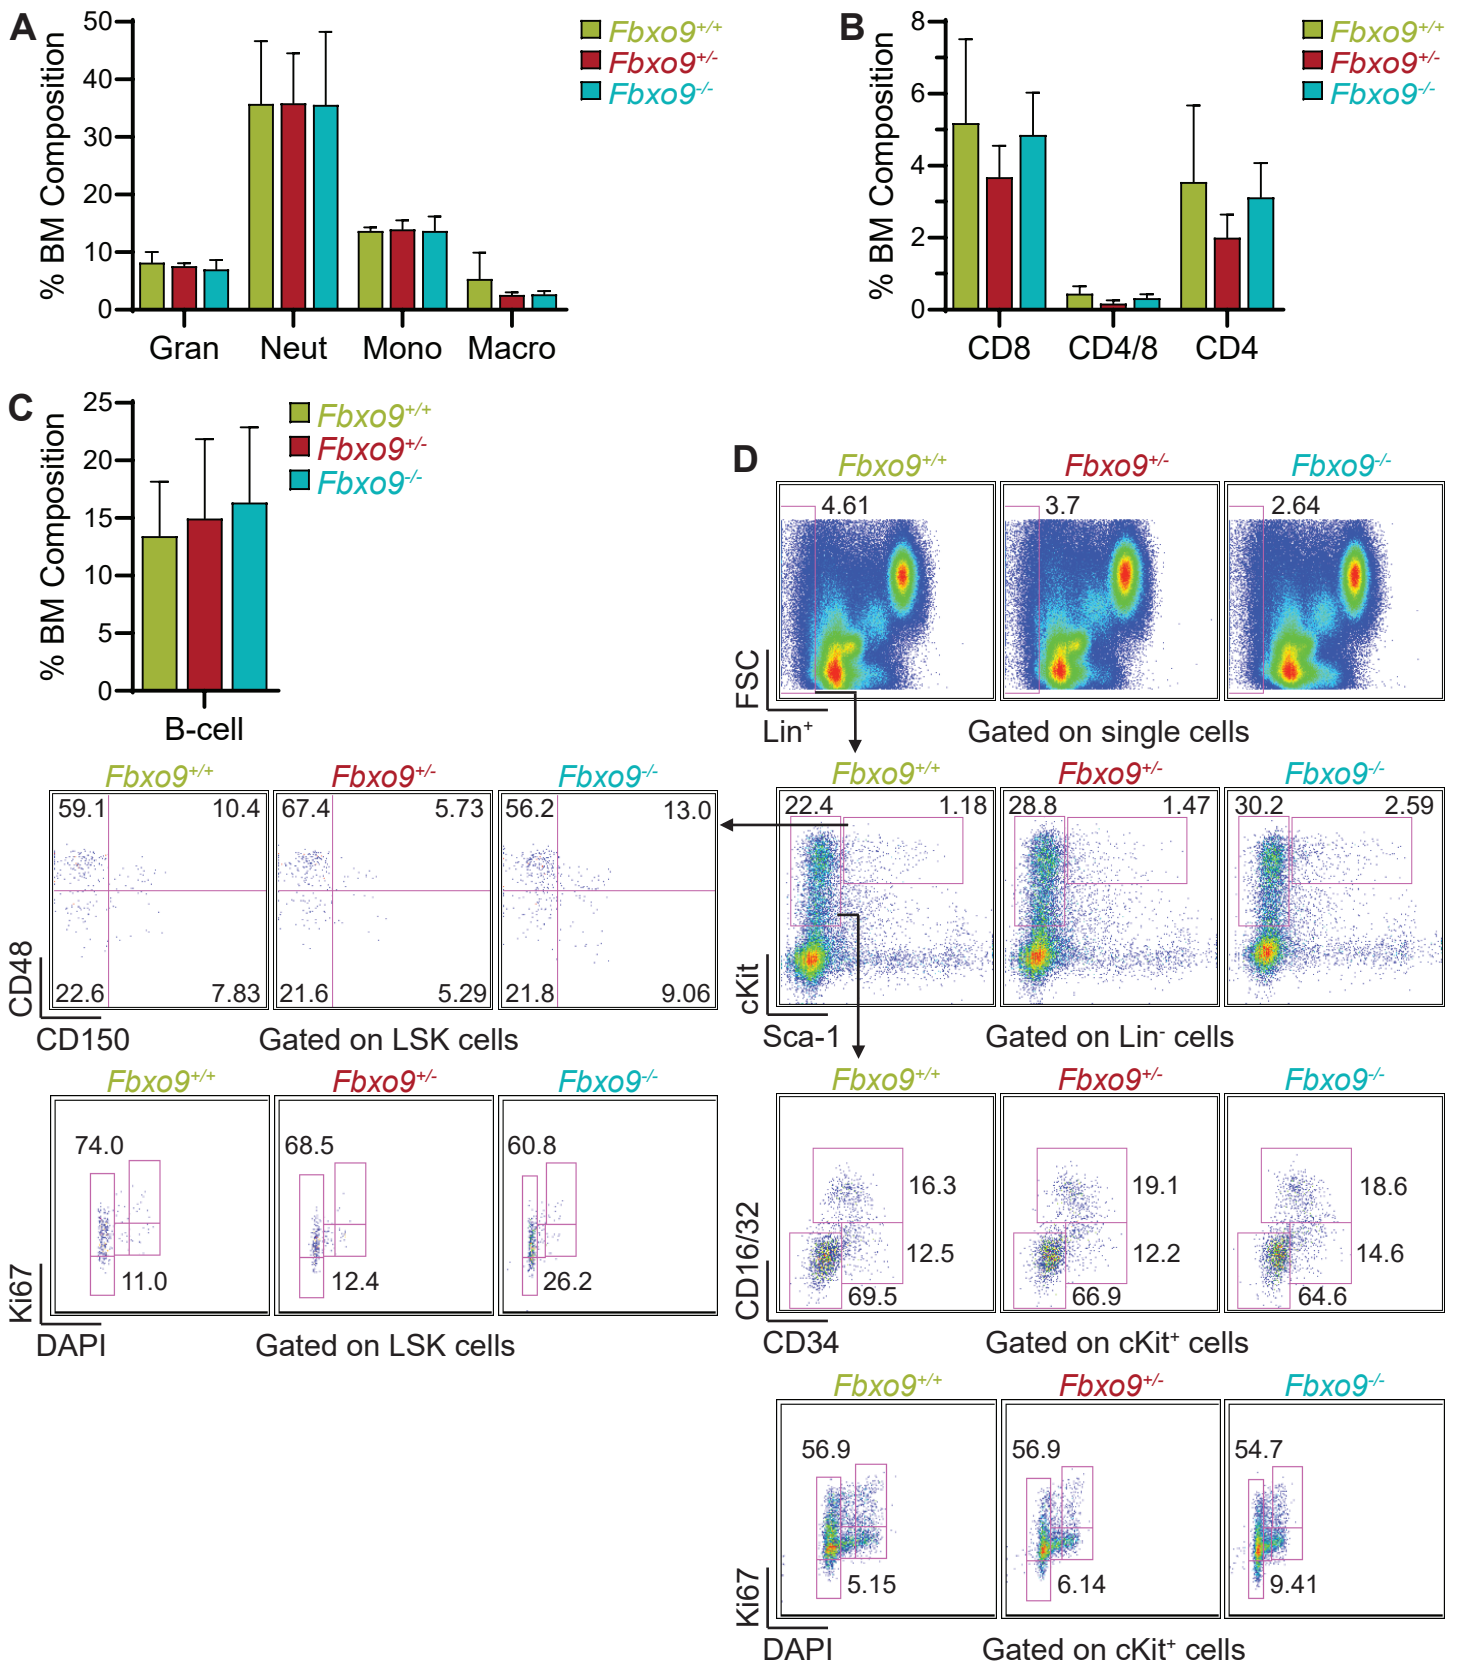 A
50
40
30
20
10
0
% BM Composition
Gran Neut Mono Macro
Fbxo9+/+
Fbxo9+/-
Fbxo9-/-
B
8
6
4
2
0
% BM Composition
CD8 CD4/8 CD4
Fbxo9+/+
Fbxo9+/-
Fbxo9-/-
C
25
20
15
10
5
0
% BM Composition
B-cell
Fbxo9+/+
Fbxo9+/-
Fbxo9-/-
D
Fbxo9+/+ Fbxo9+/- Fbxo9-/-
4.61 3.7 2.64
FSC
Lin+ Gated on single cells
Fbxo9+/+ Fbxo9+/- Fbxo9-/-
59.1 10.4 67.4 5.73 56.2 13.0
CD48
22.6 7.83 21.6 5.29 21.8 9.06
CD150 Gated on LSK cells
Fbxo9+/+ Fbxo9+/- Fbxo9-/-
22.4 1.18 28.8 1.47 30.2 2.59
cKit
Sca-1 Gated on Lin- cells
Fbxo9+/+ Fbxo9+/- Fbxo9-/-
74.0 68.5 60.8
11.0 12.4 26.2
Ki67
DAPI Gated on LSK cells
Fbxo9+/+ Fbxo9+/- Fbxo9-/-
16.3 19.1 18.6
12.5 12.2 14.6
69.5 66.9 64.6
CD16/32
CD34 Gated on cKit+ cells
Fbxo9+/+ Fbxo9+/- Fbxo9-/-
56.9 56.9 54.7
5.15 6.14 9.41
Ki67
DAPI Gated on cKit+ cells